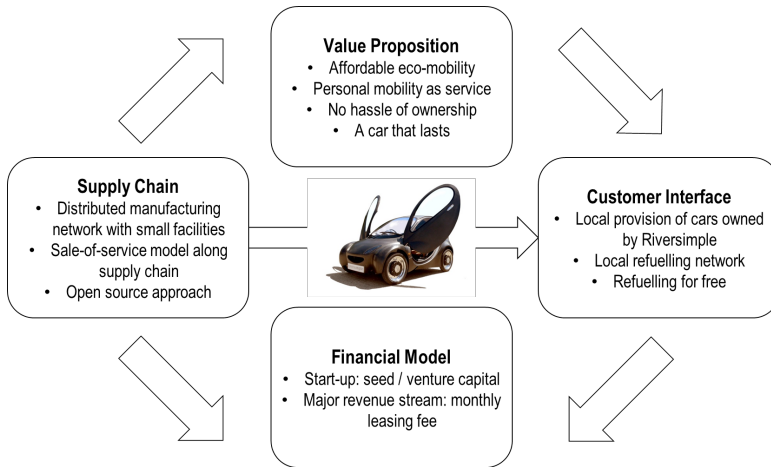 Value Proposition
• Affordable eco-mobility
• Personal mobility as service
• No hassle of ownership
• A car that lasts
Supply Chain
• Distributed manufacturing
network with small facilities
• Sale-of-service model along
supply chain
• Open source approach
Customer Interface
• Local provision of cars owned
by Riversimple
• Local refuelling network
• Refuelling for free
Financial Model
• Start-up: seed / venture capital
• Major revenue stream: monthly
leasing fee